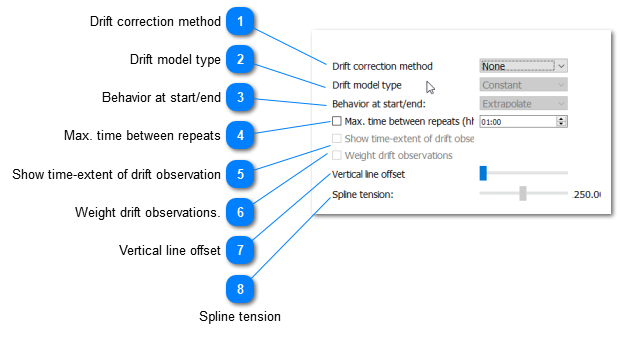 Drift correction method 1
Drift model type 2
Behavior at start/end 3
Max. time between repeats 4
Show time-extent of drift observation 5
Weight drift observations. 6
Vertical line offset 7
8
Spline tension
Drift correction method None
Drift model type Constant
Behavior at start/end: Extrapolate
Max. time between repeats (hh 01:00
Show time-extent of drift obse
Weight drift observations
Vertical line offset
Spline tension: 250.00